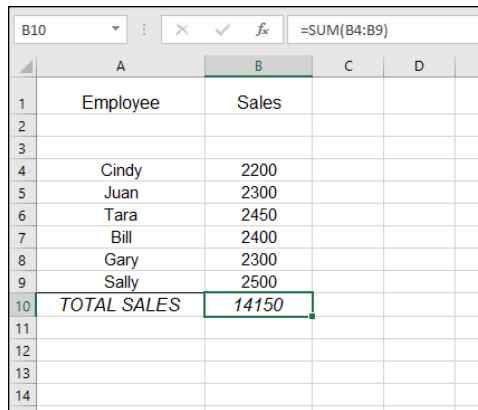 B10 fx =SUM(B4:B9)
A B C D
1 Employee Sales
2
3
4 Cindy 2200
5 Juan 2300
6 Tara 2450
7 Bill 2400
8 Gary 2300
9 Sally 2500
10 TOTAL SALES 14150
11
12
13
14